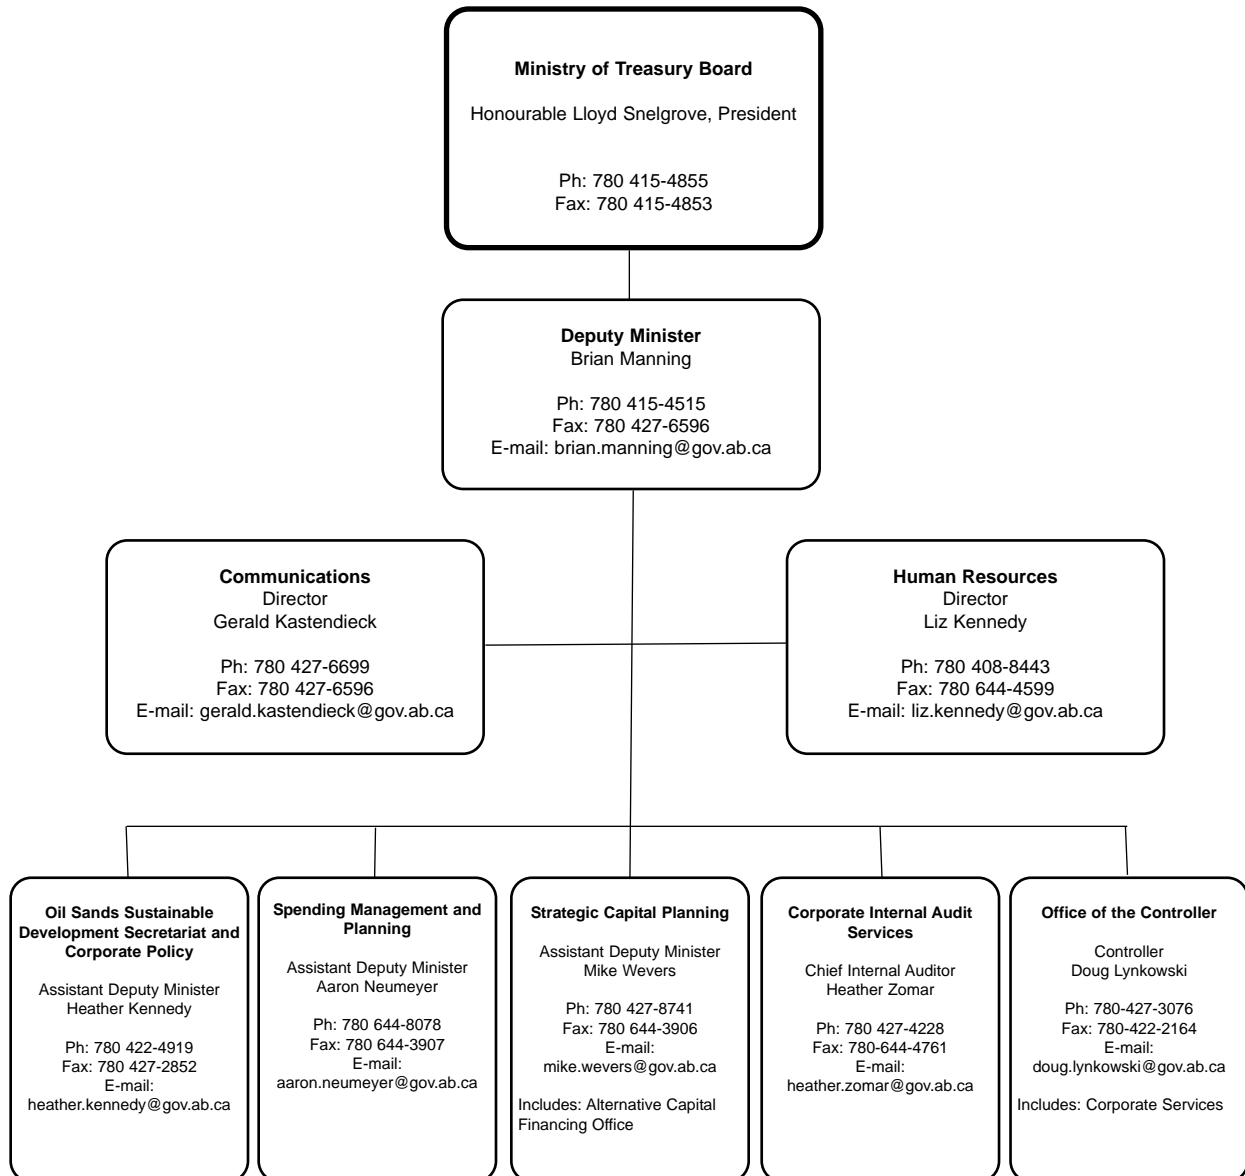 Ministry of Treasury Board
Honourable Lloyd Snelgrove, President
Ph: 780 415-4855
Fax: 780 415-4853
Deputy Minister
Brian Manning
Ph: 780 415-4515
Fax: 780 427-6596
E-mail: brian.manning@gov.ab.ca
Communications
Director
Gerald Kastendieck
Ph: 780 427-6699
Fax: 780 427-6596
E-mail: gerald.kastendieck@gov.ab.ca
Human Resources
Director
Liz Kennedy
Ph: 780 408-8443
Fax: 780 644-4599
E-mail: liz.kennedy@gov.ab.ca
Oil Sands Sustainable
Development Secretariat and
Corporate Policy
Assistant Deputy Minister
Heather Kennedy
Ph: 780 422-4919
Fax: 780 427-2852
E-mail:
heather.kennedy@gov.ab.ca
Spending Management and
Planning
Assistant Deputy Minister
Aaron Neumeyer
Ph: 780 644-8078
Fax: 780 644-3907
E-mail:
aaron.neumeyer@gov.ab.ca
Strategic Capital Planning
Assistant Deputy Minister
Mike Wevers
Ph: 780 427-8741
Fax: 780 644-3906
E-mail:
mike.wevers@gov.ab.ca
Includes: Alternative Capital
Financing Office
Corporate Internal Audit
Services
Chief Internal Auditor
Heather Zomar
Ph: 780 427-4228
Fax: 780-644-4761
E-mail:
heather.zomar@gov.ab.ca
Office of the Controller
Controller
Doug Lynkowski
Ph: 780-427-3076
Fax: 780-422-2164
E-mail:
doug.lynkowski@gov.ab.ca
Includes: Corporate Services